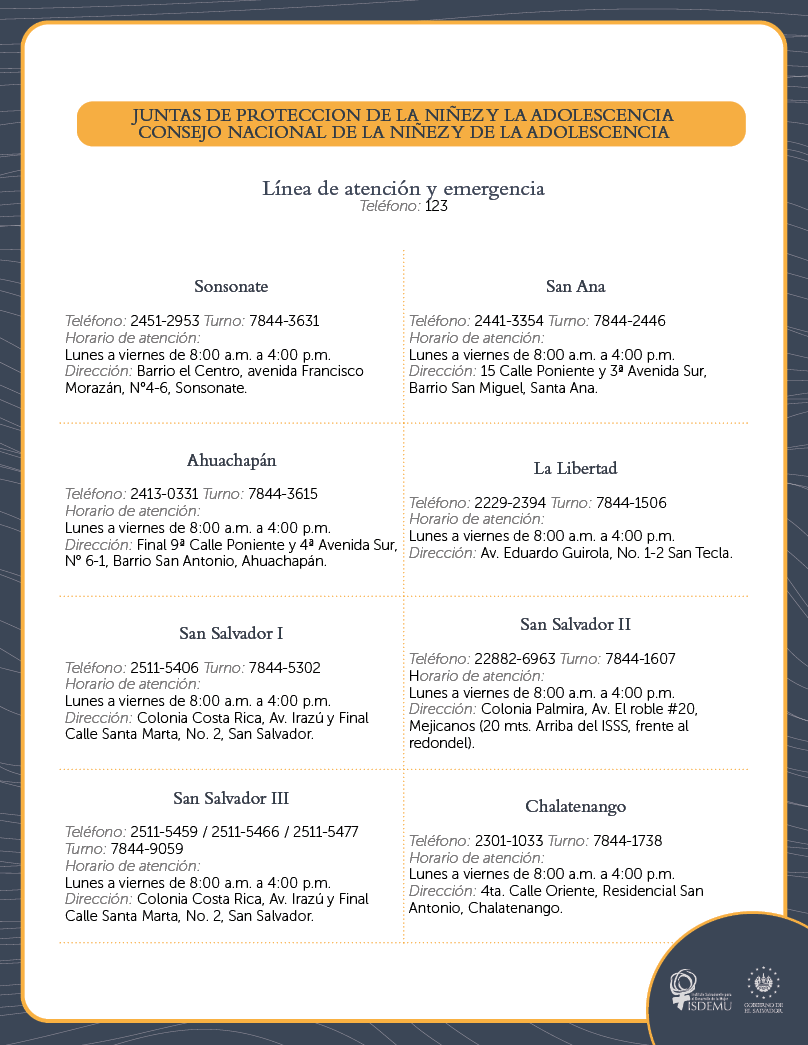 JUNTAS DE PROTECCION DE LA NIÑEZ Y LA ADOLESCENCIA
CONSEJO NACIONAL DE LA NIÑEZ Y DE LA ADOLESCENCIA
Línea de atención y emergencia
Teléfono: 123
Sonsonate
Teléfono: 2451-2953 Turno: 7844-3631
Horario de atención:
Lunes a viernes de 8:00 a.m. a 4:00 p.m.
Dirección: Barrio el Centro, avenida Francisco
Morazán, N°4-6, Sonsonate.
San Ana
Teléfono: 2441-3354 Turno: 7844-2446
Horario de atención:
Lunes a viernes de 8:00 a.m. a 4:00 p.m.
Dirección: 15 Calle Poniente y 3ª Avenida Sur,
Barrio San Miguel, Santa Ana.
Ahuachapán
Teléfono: 2413-0331 Turno: 7844-3615
Horario de atención:
Lunes a viernes de 8:00 a.m. a 4:00 p.m.
Dirección: Final 9ª Calle Poniente y 4ª Avenida Sur,
Nº 6-1, Barrio San Antonio, Ahuachapán.
La Libertad
Teléfono: 2229-2394 Turno: 7844-1506
Horario de atención:
Lunes a viernes de 8:00 a.m. a 4:00 p.m.
Dirección: Av. Eduardo Guirola, No. 1-2 San Tecla.
San Salvador I
Teléfono: 2511-5406 Turno: 7844-5302
Horario de atención:
Lunes a viernes de 8:00 a.m. a 4:00 p.m.
Dirección: Colonia Costa Rica, Av. Irazú y Final
Calle Santa Marta, No. 2, San Salvador.
San Salvador II
Teléfono: 22882-6963 Turno: 7844-1607
Horario de atención:
Lunes a viernes de 8:00 a.m. a 4:00 p.m.
Dirección: Colonia Palmira, Av. El roble #20,
Mejicanos (20 mts. Arriba del ISSS, frente al
redondel).
San Salvador III
Teléfono: 2511-5459 / 2511-5466 / 2511-5477
Turno: 7844-9059
Horario de atención:
Lunes a viernes de 8:00 a.m. a 4:00 p.m.
Dirección: Colonia Costa Rica, Av. Irazú y Final
Calle Santa Marta, No. 2, San Salvador.
Chalatenango
Teléfono: 2301-1033 Turno: 7844-1738
Horario de atención:
Lunes a viernes de 8:00 a.m. a 4:00 p.m.
Dirección: 4ta. Calle Oriente, Residencial San
Antonio, Chalatenango.
ISDEMU
GOBIERNO DE
EL SALVADOR